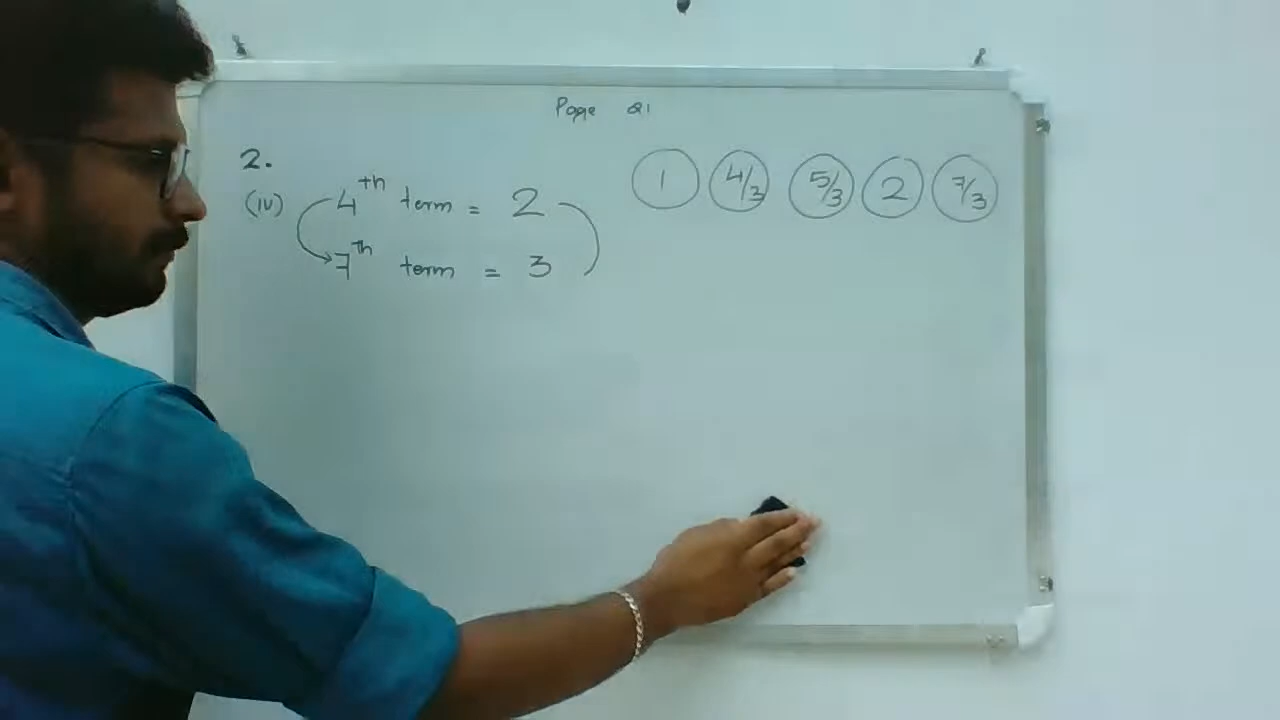 Page 21
2.
(iv) 4th term = 2
7th term = 3
1 4/3 5/3 2 7/3